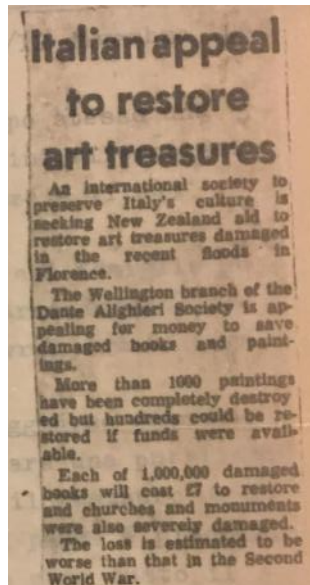 Italian appeal
to restore
art treasures
An international society to
preserve Italy's culture is
seeking New Zealand aid to
restore art treasures damaged
in the recent floods in
Florence.
The Wellington branch of the
Dante Alighieri Society is ap-
pealing for money to save
damaged books and paint-
ings.
More than 1000 paintings
have been completely destroy
ed but hundreds could be re-
stored if funds were avail-
able.
Each of 1,000,000 damaged
books will cost £7 to restore
and churches and monuments
were also severely damaged.
The loss is estimated to be
worse than that in the Second
World War.